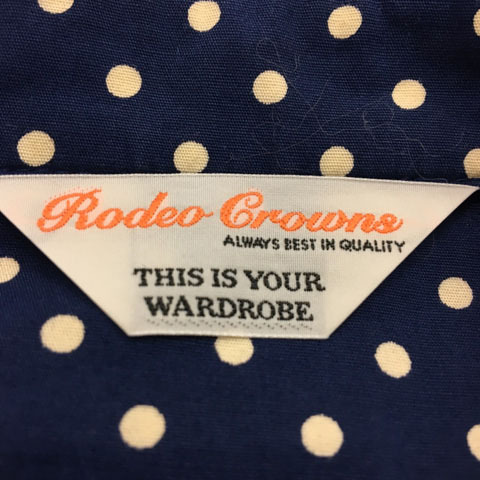 Rodeo Crowns
ALWAYS BEST IN QUALITY
THIS IS YOUR
WARDROBE